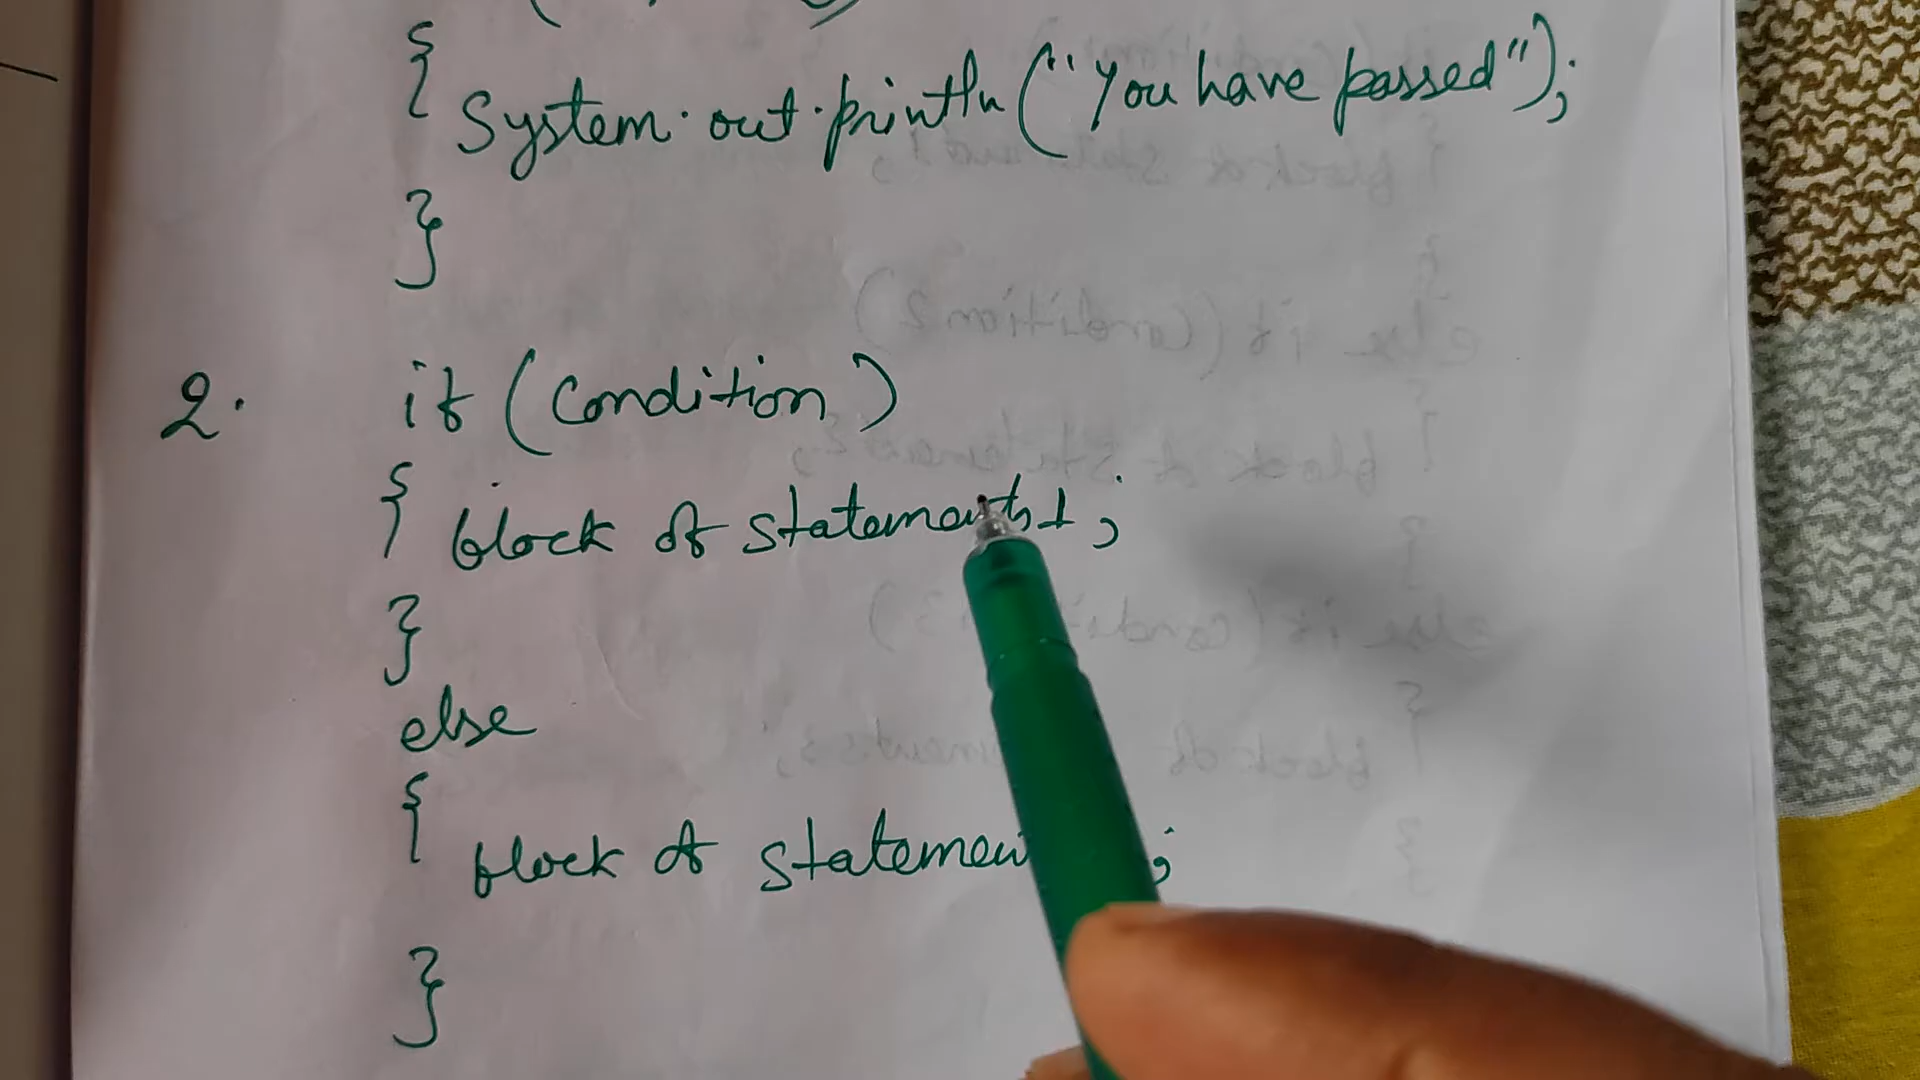 {
System.out.println("You have passed");
}
2. if (Condition)
{ block of statements1;
}
else
{
block of ;
}